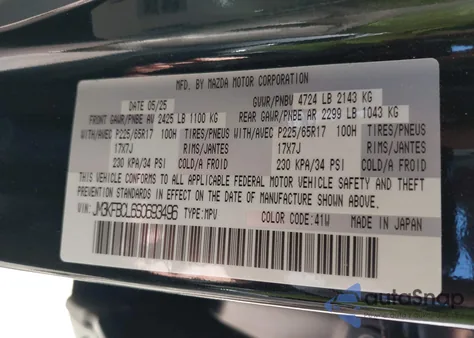 MFD. BY MAZDA MOTOR CORPORATION
DATE 05/25
GVWR/PNBV 4724 LB 2143 KG
FRONT GAWR/PNBE AV 2425 LB 1100 KG
REAR GAWR/PNBE AR 2299 LB 1043 KG
WITH/AVEC P225/65R17 100H TIRES/PNEUS
WITH/AVEC P225/65R17 100H TIRES/PNEUS
17X7J RIMS/JANTES
17X7J RIMS/JANTES
230 KPA/34 PSI COLD/A FROID
230 KPA/34 PSI COLD/A FROID
THIS VEHICLE CONFORMS TO ALL APPLICABLE FEDERAL MOTOR VEHICLE SAFETY AND THEFT
PREVENTION STANDARDS IN EFFECT ON THE DATE OF MANUFACTURE SHOWN ABOVE.
VIN: JM3KFBDL6S0693496 TYPE:MPV COLOR CODE:41W MADE IN JAPAN
autoSnap